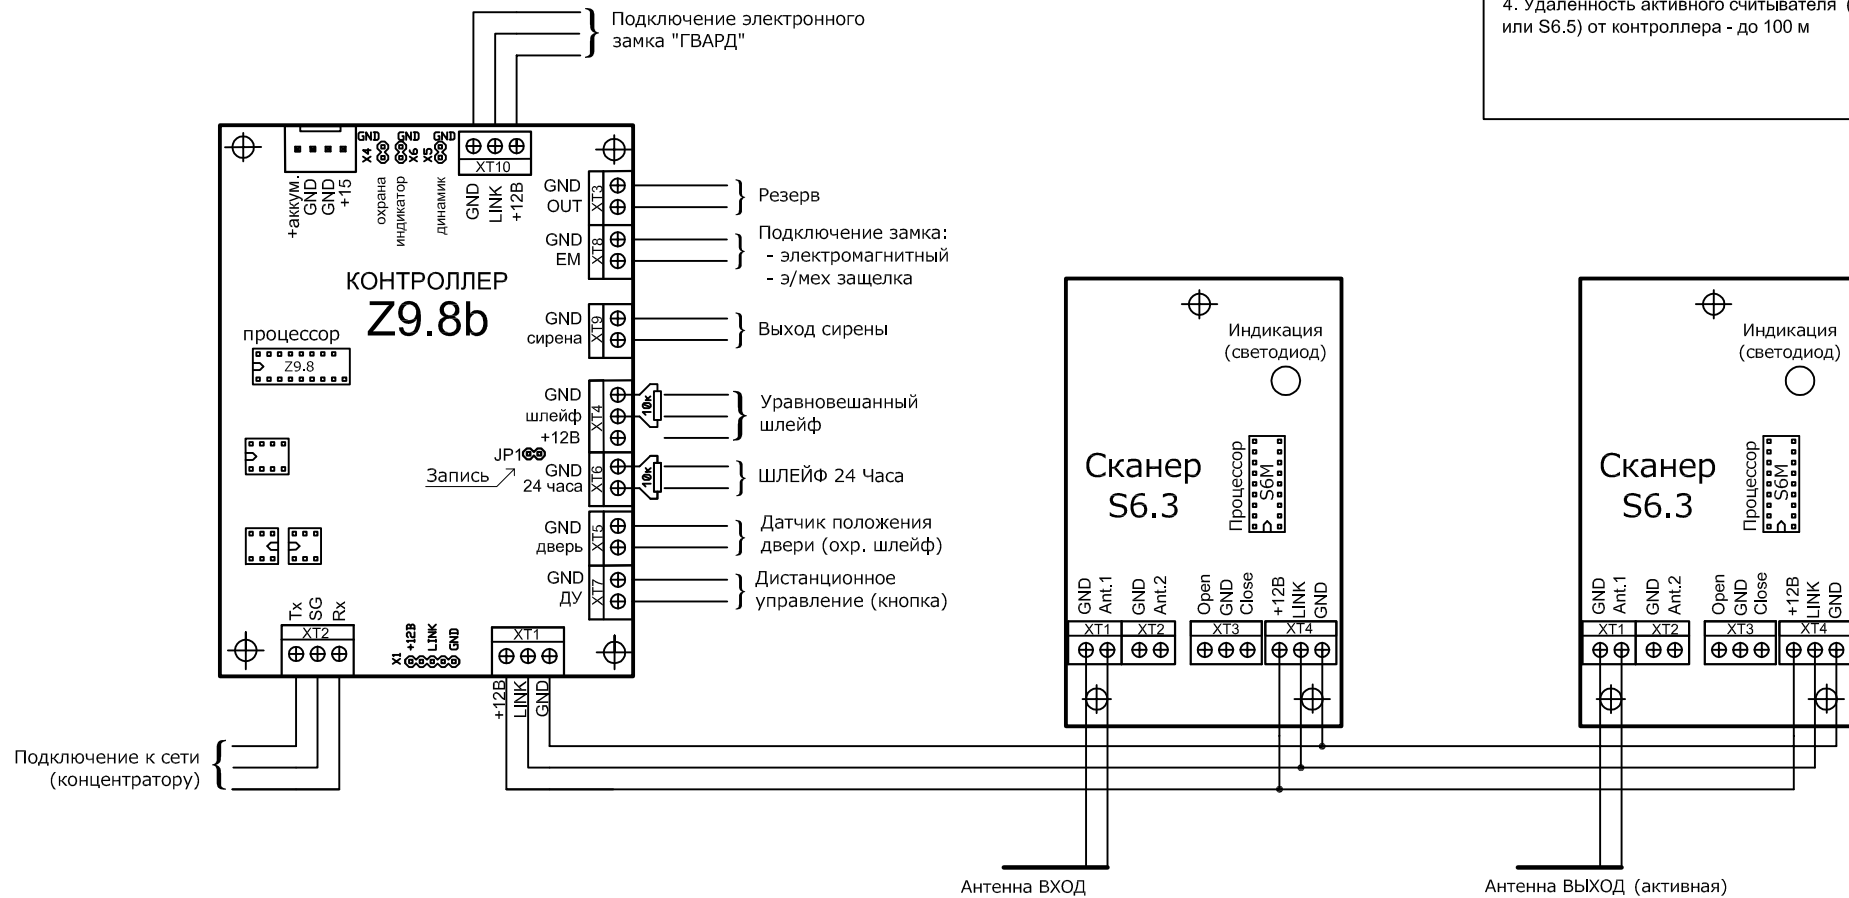 4. Удаленность активного считывателя (
или S6.5) от контроллера - до 100 м
Подключение электронного
замка "ГВАРД"
GND
X4
GND
X6
GND
X5
XT10
+аккум.
GND
GND
+15
охрана
индикатор
динамик
GND
LINK
+12В
КОНТРОЛЛЕР
Z9.8b
процессор
Z9.8
GND
OUT
XT3
Резерв
GND
EM
XT8
Подключение замка:
- электромагнитный
- э/мех защелка
GND
сирена
XT9
Выход сирены
GND
шлейф
+12В
XT4
10к
Уравновешанный
шлейф
JP1
Запись
GND
24 часа
XT6
10к
ШЛЕЙФ 24 Часа
GND
дверь
XT5
Датчик положения
двери (охр. шлейф)
GND
ДУ
XT7
Дистанционное
управление (кнопка)
Tx
SG
Rx
XT2
X1
+12В
LINK
GND
XT1
+12В
LINK
GND
Подключение к сети
(концентратору)
Индикация
(светодиод)
Сканер
S6.3
Процессор
S6M
GND
Ant.1
GND
Ant.2
Open
GND
Close
+12В
LINK
GND
XT1
XT2
XT3
XT4
Антенна ВХОД
Индикация
(светодиод)
Сканер
S6.3
Процессор
S6M
GND
Ant.1
GND
Ant.2
Open
GND
Close
+12В
LINK
GND
XT1
XT2
XT3
XT4
Антенна ВЫХОД (активная)